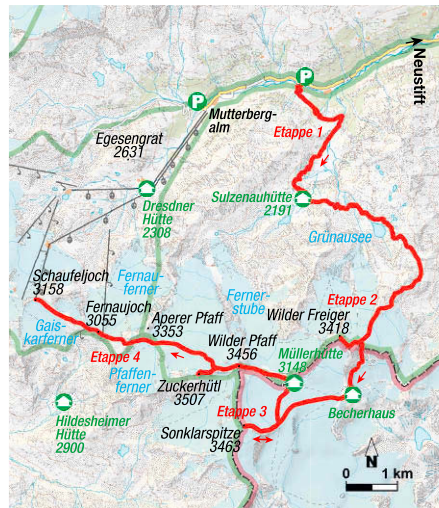 Neustift
P
P
Mutterberg-
alm
Etappe 1
Egesengrat
2631
Dresdner
Hütte
2308
Sulzenauhütte
2191
Grünausee
Schaufeljoch
3158
Fernau-
ferner
Ferner-
stube
Etappe 2
Fernaujoch
3055
Aperer Pfaff
3353
Wilder Freiger
3418
Gais-
karferner
Wilder Pfaff
3456
Müllerhütte
3148
Etappe 4
Pfaffen-
ferner
Zuckerhütl
3507
Etappe 3
Becherhaus
Hildesheimer
Hütte
2900
Sonklarspitze
3463
N
0 1 km